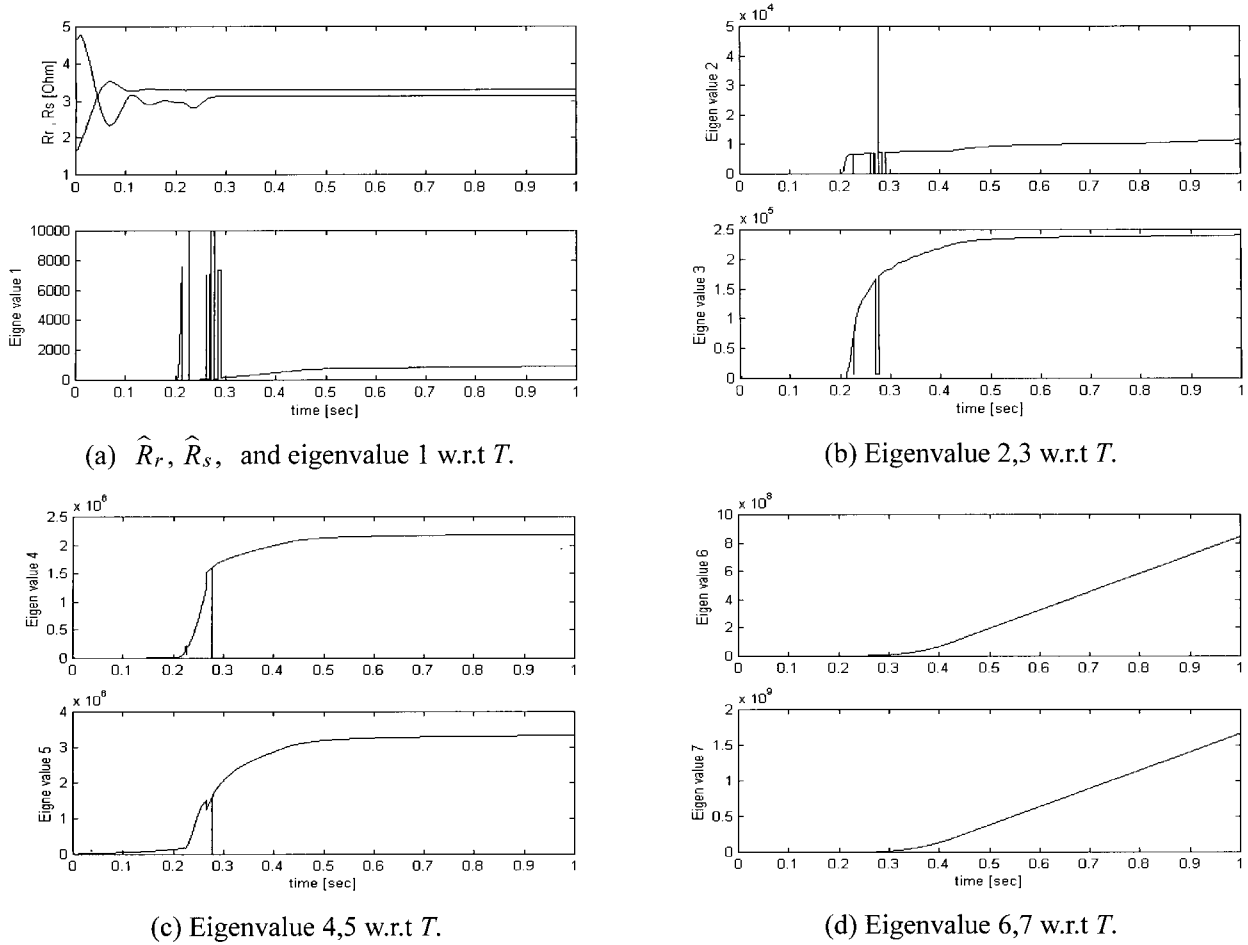 5
4
3
2
1
Rr , Rs [Ohm]
0 0.1 0.2 0.3 0.4 0.5 0.6 0.7 0.8 0.9 1
10000
8000
6000
4000
2000
0
Eigne value 1
0 0.1 0.2 0.3 0.4 0.5 0.6 0.7 0.8 0.9 1
time [sec]
(a) R̂r, R̂s, and eigenvalue 1 w.r.t T.
x 10^4
5
4
3
2
1
0
Eigen value 2
0 0.1 0.2 0.3 0.4 0.5 0.6 0.7 0.8 0.9 1
x 10^5
2.5
2
1.5
1
0.5
0
Eigne value 3
0 0.1 0.2 0.3 0.4 0.5 0.6 0.7 0.8 0.9 1
time [sec]
(b) Eigenvalue 2,3 w.r.t T.
x 10^6
2.5
2
1.5
1
0.5
0
Eigen value 4
0 0.1 0.2 0.3 0.4 0.5 0.6 0.7 0.8 0.9 1
x 10^6
4
3
2
1
0
Eigne value 5
0 0.1 0.2 0.3 0.4 0.5 0.6 0.7 0.8 0.9 1
time [sec]
(c) Eigenvalue 4,5 w.r.t T.
x 10^8
10
8
6
4
2
0
Eigen value 6
0 0.1 0.2 0.3 0.4 0.5 0.6 0.7 0.8 0.9 1
x 10^9
2
1.5
1
0.5
0
Eigen value 7
0 0.1 0.2 0.3 0.4 0.5 0.6 0.7 0.8 0.9 1
time [sec]
(d) Eigenvalue 6,7 w.r.t T.